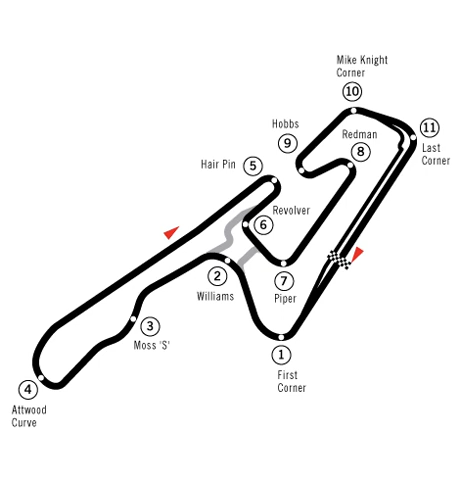 Mike Knight
Corner
10
Hobbs
9
Redman
8
11
Last
Corner
Hair Pin
5
Revolver
6
2
Williams
7
Piper
3
Moss 'S'
1
First
Corner
4
Attwood
Curve